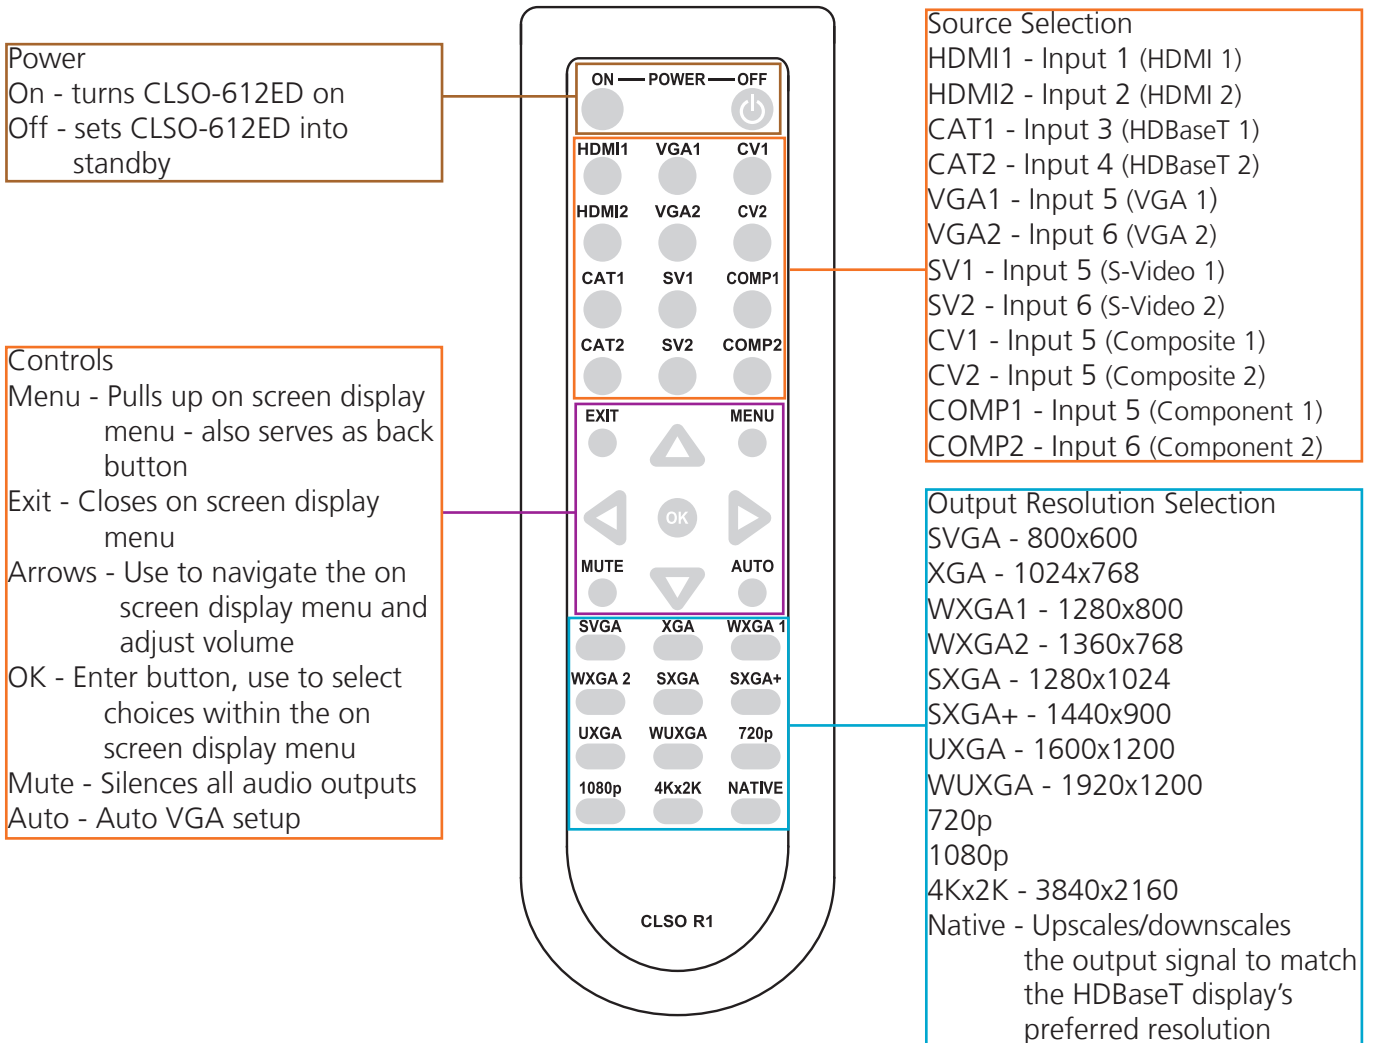 Power
On - turns CLSO-612ED on
Off - sets CLSO-612ED into
standby
Controls
Menu - Pulls up on screen display
menu - also serves as back
button
Exit - Closes on screen display
menu
Arrows - Use to navigate the on
screen display menu and
adjust volume
OK - Enter button, use to select
choices within the on
screen display menu
Mute - Silences all audio outputs
Auto - Auto VGA setup
ON POWER OFF
HDMI1 VGA1 CV1
HDMI2 VGA2 CV2
CAT1 SV1 COMP1
CAT2 SV2 COMP2
EXIT MENU
OK
MUTE AUTO
SVGA XGA WXGA 1
WXGA 2 SXGA SXGA+
UXGA WUXGA 720p
1080p 4Kx2K NATIVE
CLSO R1
Source Selection
HDMI1 - Input 1 (HDMI 1)
HDMI2 - Input 2 (HDMI 2)
CAT1 - Input 3 (HDBaseT 1)
CAT2 - Input 4 (HDBaseT 2)
VGA1 - Input 5 (VGA 1)
VGA2 - Input 6 (VGA 2)
SV1 - Input 5 (S-Video 1)
SV2 - Input 6 (S-Video 2)
CV1 - Input 5 (Composite 1)
CV2 - Input 5 (Composite 2)
COMP1 - Input 5 (Component 1)
COMP2 - Input 6 (Component 2)
Output Resolution Selection
SVGA - 800x600
XGA - 1024x768
WXGA1 - 1280x800
WXGA2 - 1360x768
SXGA - 1280x1024
SXGA+ - 1440x900
UXGA - 1600x1200
WUXGA - 1920x1200
720p
1080p
4Kx2K - 3840x2160
Native - Upscales/downscales
the output signal to match
the HDBaseT display's
preferred resolution